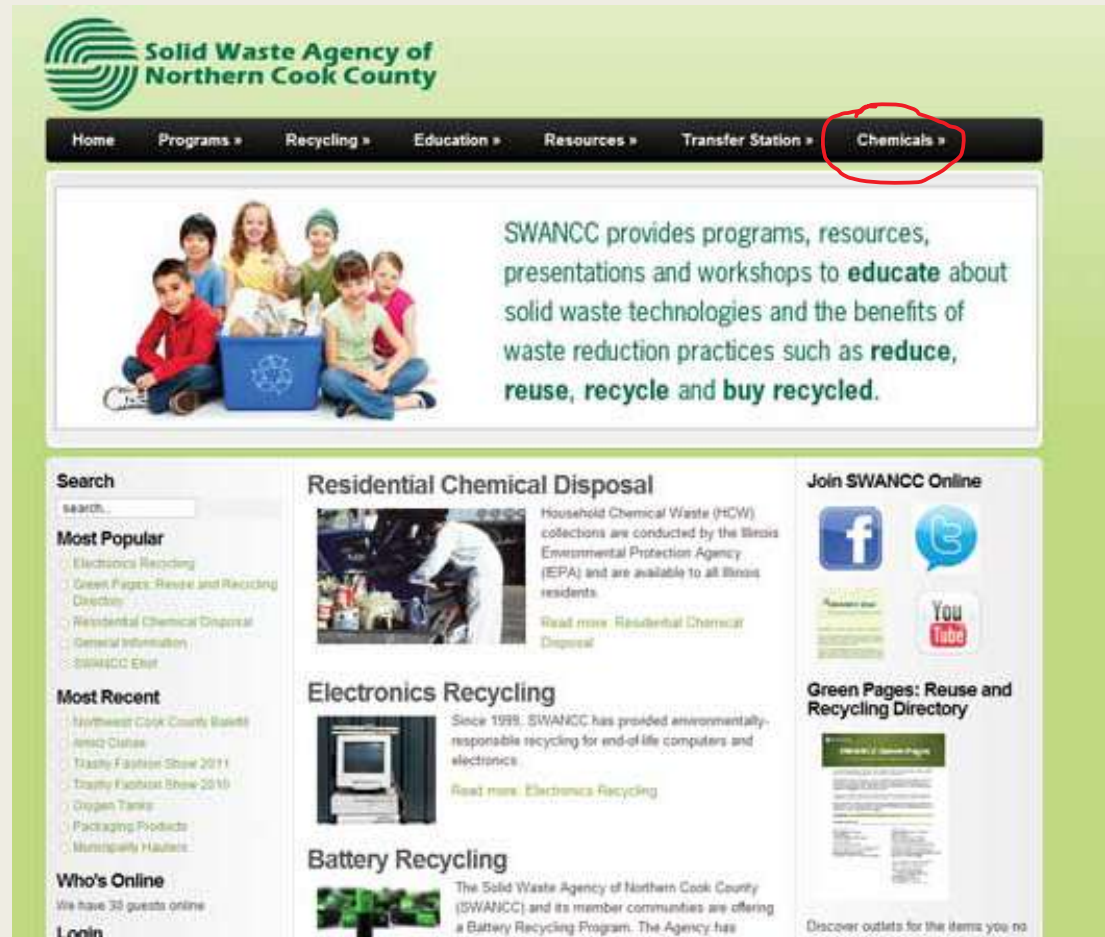 Solid Waste Agency of
Northern Cook County
Home
Programs »
Recycling »
Education »
Resources »
Transfer Station »
Chemicals »
SWANCC provides programs, resources,
presentations and workshops to educate about
solid waste technologies and the benefits of
waste reduction practices such as reduce,
reuse, recycle and buy recycled.
Search
search...
Most Popular
Electronics Recycling
Green Pages: Reuse and Recycling
Directory
Residential Chemical Disposal
General Information
SWANCC
Most Recent
Northwest Cook County
Trashy Fashion Show 2011
Trashy Fashion Show 2010
Oxygen Tanks
Packaging Products
Municipality Haulers
Who's Online
We have 30 guests online
Login
Residential Chemical Disposal
Household Chemical Waste (HCW)
collections are conducted by the Illinois
Environmental Protection Agency
(IEPA) and are available to all Illinois
residents.
Read more: Residential Chemical
Disposal
Electronics Recycling
Since 1999, SWANCC has provided environmentally-
responsible recycling for end-of-life computers and
electronics.
Read more: Electronics Recycling
Battery Recycling
The Solid Waste Agency of Northern Cook County
(SWANCC) and its member communities are offering
a Battery Recycling Program. The Agency has
Join SWANCC Online
f
t
You
Tube
Green Pages: Reuse and
Recycling Directory
SWANCC Green Pages
Discover outlets for the items you no